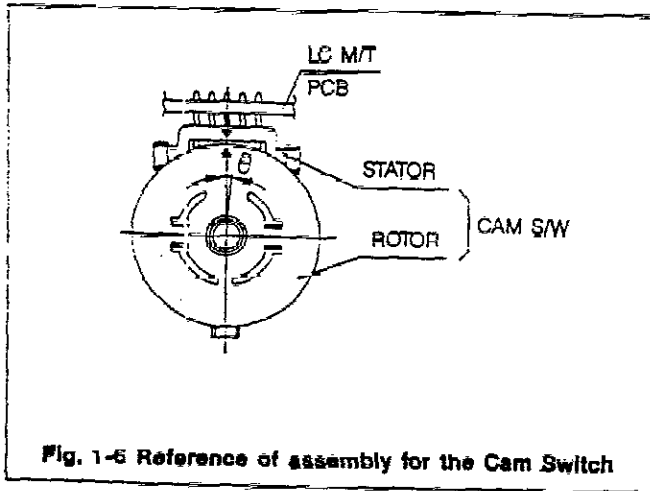 LC M/T
PCB
θ
STATOR
CAM S/W
ROTOR
Fig. 1-6 Reference of assembly for the Cam Switch